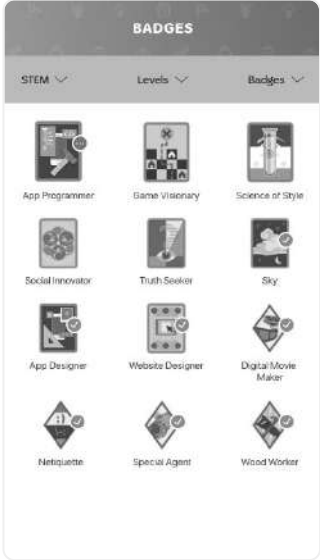 BADGES
STEM Levels Badges
App Programmer Game Visionary Science of Style
Social Innovator Truth Seeker Sky
App Designer Website Designer Digital Movie
Maker
Netiquette Special Agent Wood Worker